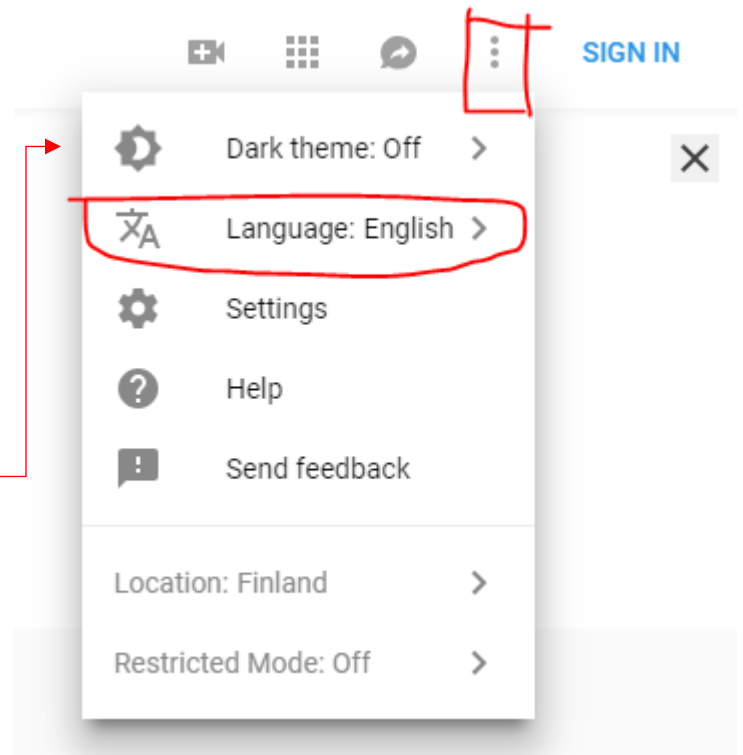 SIGN IN
Dark theme: Off
Language: English
Settings
Help
Send feedback
Location: Finland
Restricted Mode: Off